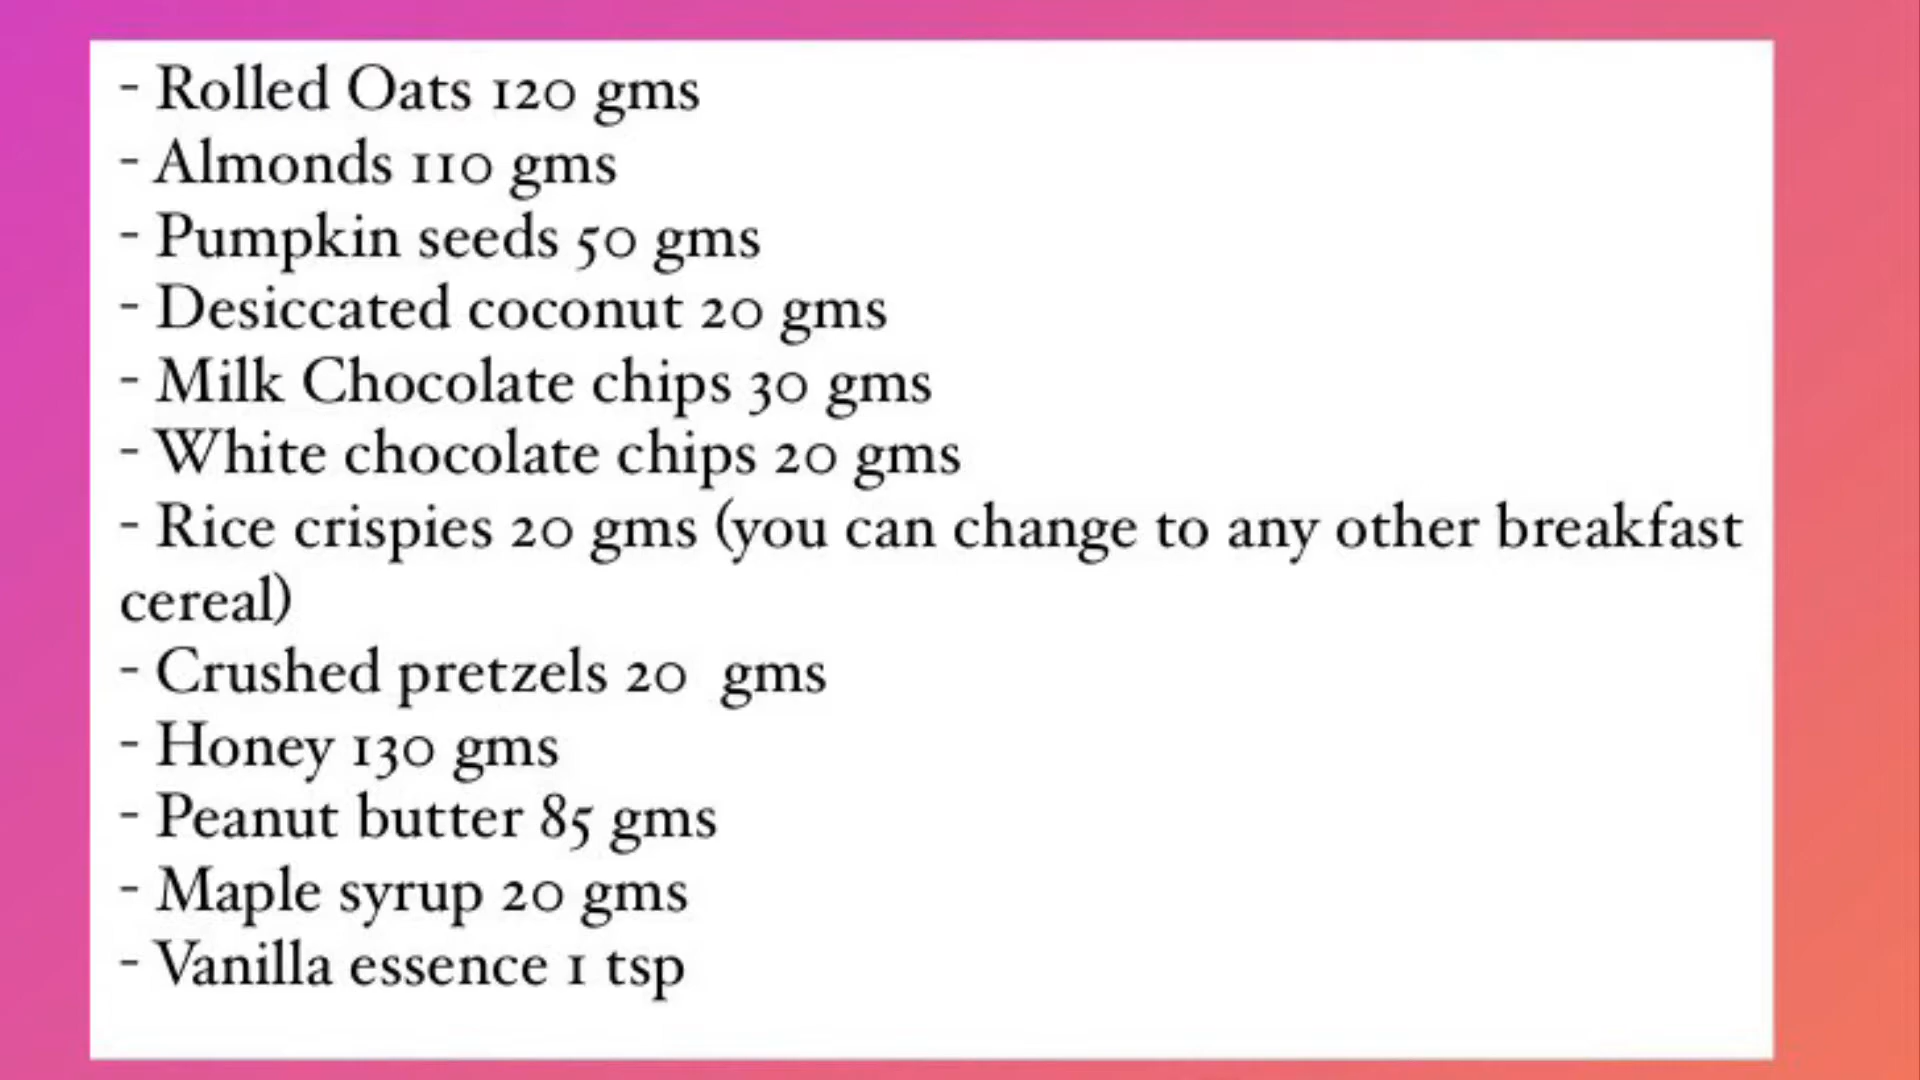 - Rolled Oats 120 gms
- Almonds 110 gms
- Pumpkin seeds 50 gms
- Desiccated coconut 20 gms
- Milk Chocolate chips 30 gms
- White chocolate chips 20 gms
- Rice crispies 20 gms (you can change to any other breakfast
cereal)
- Crushed pretzels 20  gms
- Honey 130 gms
- Peanut butter 85 gms
- Maple syrup 20 gms
- Vanilla essence 1 tsp